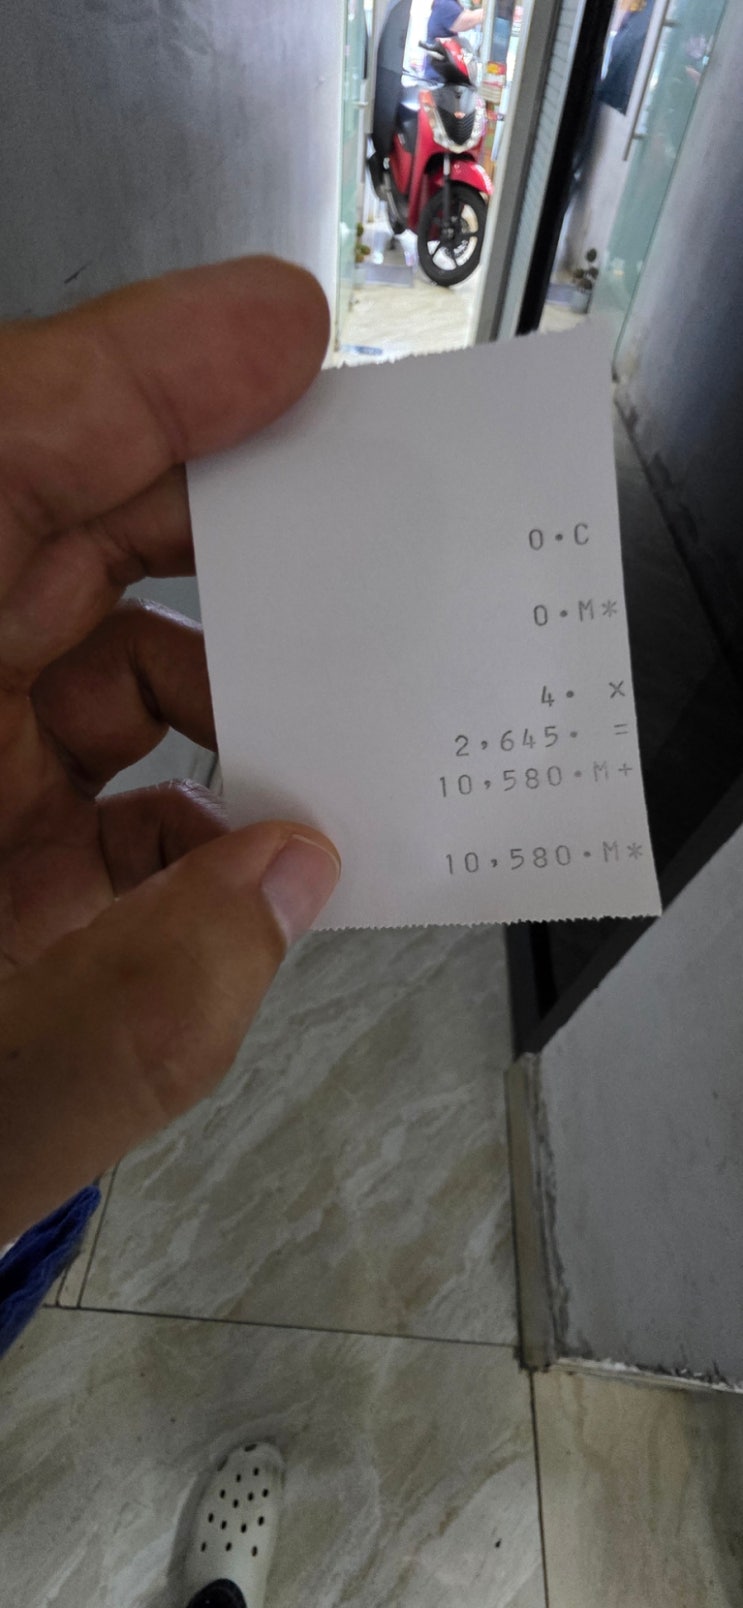 0.C
0.M*
4. X
2,645. =
10,580.M+
10,580.M*